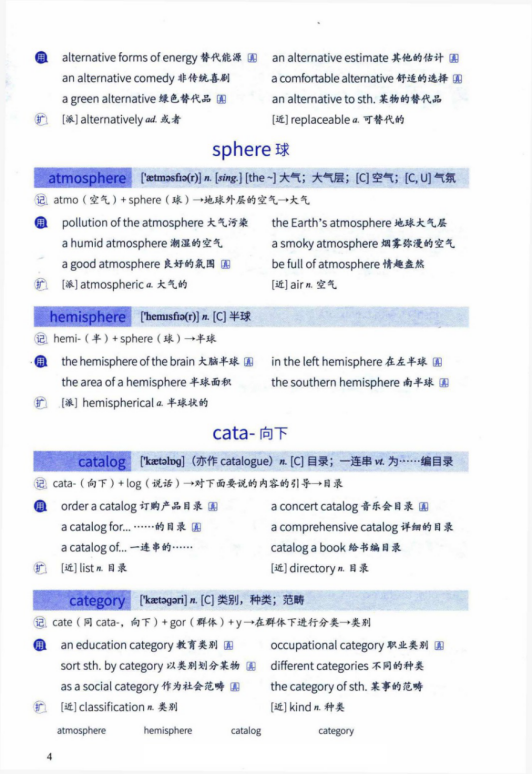 用 alternative forms of energy 替代能源 真 an alternative estimate 其他的估计 真
an alternative comedy 非传统喜剧 a comfortable alternative 舒适的选择 真
a green alternative 绿色替代品 真 an alternative to sth. 某物的替代品
扩 [派] alternatively ad. 或者 [近] replaceable a. 可替代的
sphere 球
atmosphere ['ætməsfɪə(r)] n. [sing.] [the ~] 大气；大气层；[C] 空气；[C, U] 气氛
记 atmo（空气）+ sphere（球）→地球外层的空气→大气
用 pollution of the atmosphere 大气污染 the Earth's atmosphere 地球大气层
a humid atmosphere 潮湿的空气 a smoky atmosphere 烟雾弥漫的空气
a good atmosphere 良好的氛围 真 be full of atmosphere 情趣盎然
扩 [派] atmospheric a. 大气的 [近] air n. 空气
hemisphere ['hemɪsfɪə(r)] n. [C] 半球
记 hemi-（半）+ sphere（球）→半球
用 the hemisphere of the brain 大脑半球 真 in the left hemisphere 在左半球 真
the area of a hemisphere 半球面积 the southern hemisphere 南半球 真
扩 [派] hemispherical a. 半球状的
cata- 向下
catalog ['kætəlɒg]（亦作 catalogue）n. [C] 目录；一连串 vt. 为……编目录
记 cata-（向下）+ log（说话）→对下面要说的内容的引导→目录
用 order a catalog 订购产品目录 真 a concert catalog 音乐会目录 真
a catalog for... ……的目录 真 a comprehensive catalog 详细的目录
a catalog of... 一连串的…… catalog a book 给书编目录
扩 [近] list n. 目录 [近] directory n. 目录
category ['kætəgəri] n. [C] 类别，种类；范畴
记 cate（同 cata-，向下）+ gor（群体）+ y→在群体下进行分类→类别
用 an education category 教育类别 真 occupational category 职业类别 真
sort sth. by category 以类别划分某物 真 different categories 不同的种类
as a social category 作为社会范畴 真 the category of sth. 某事的范畴
扩 [近] classification n. 类别 [近] kind n. 种类
atmosphere hemisphere catalog category
4